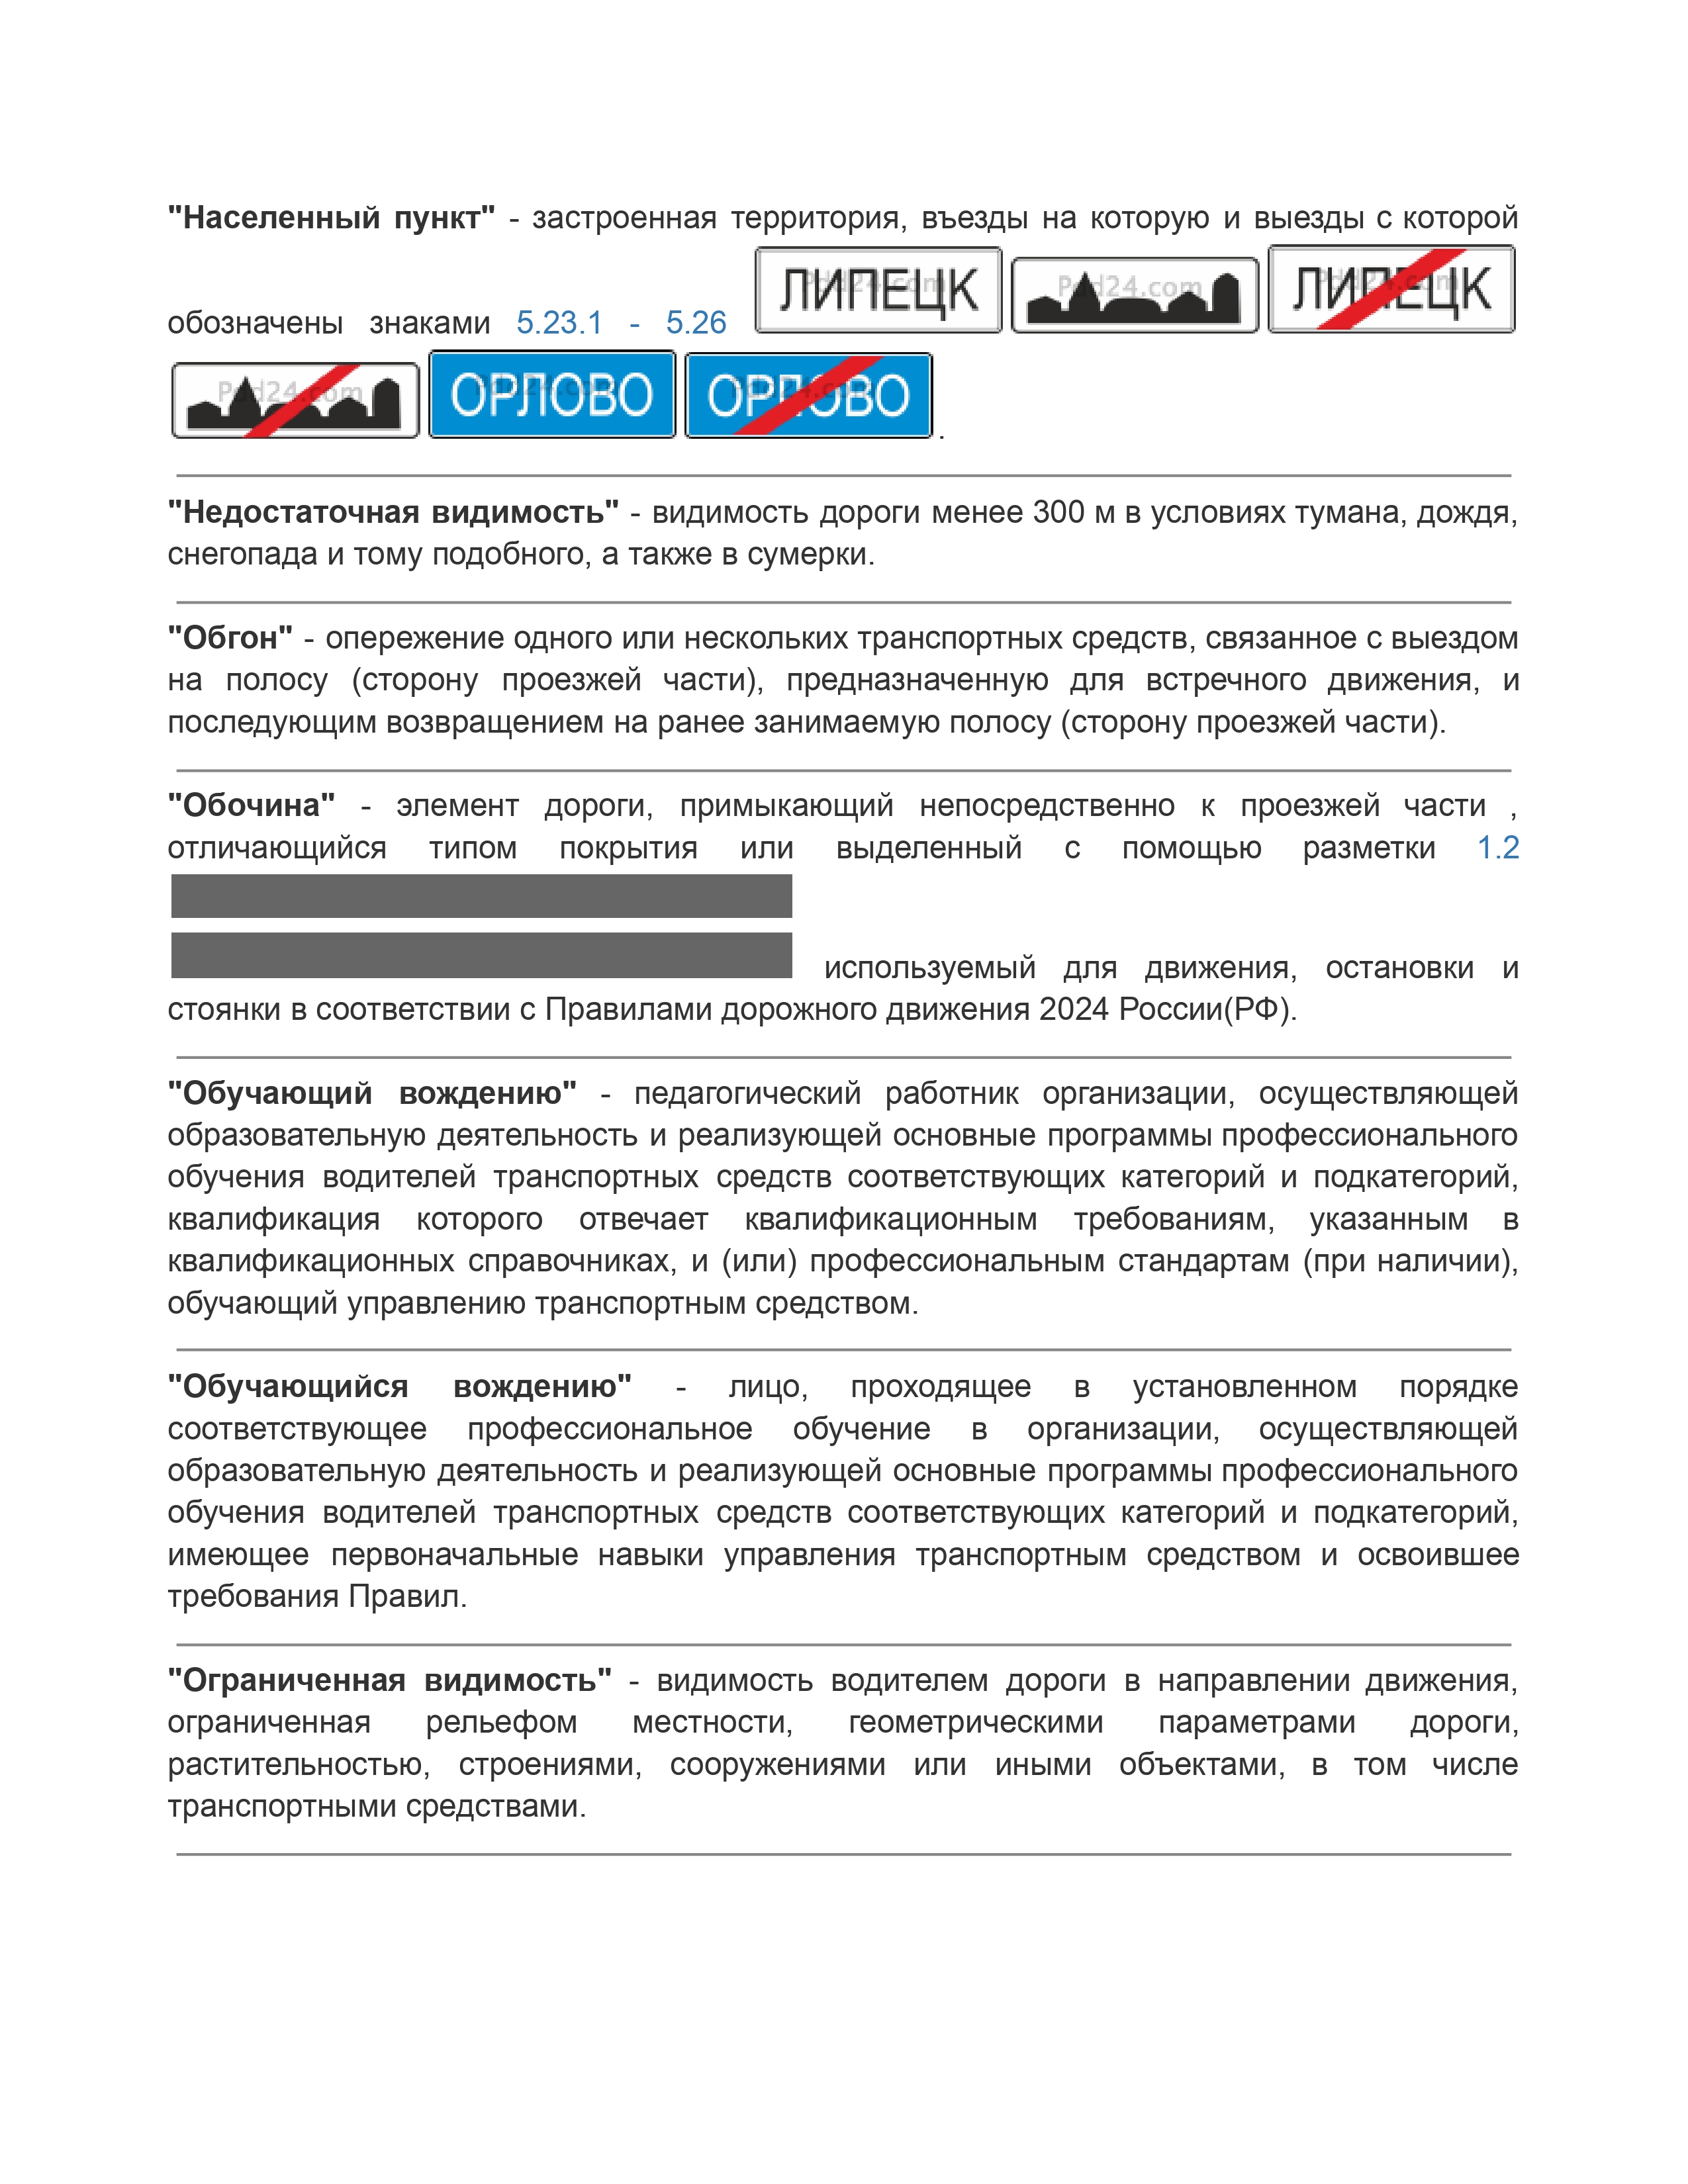 "Населенный пункт" - застроенная территория, въезды на которую и выезды с которой
обозначены знаками 5.23.1 - 5.26 ЛИПЕЦК Pdd24.com Pdd24.com ЛИПЕЦК Pdd24.com
Pdd24.com ОРЛОВО Pdd24.com ОРЛОВО Pdd24.com .
"Недостаточная видимость" - видимость дороги менее 300 м в условиях тумана, дождя,
снегопада и тому подобного, а также в сумерки.
"Обгон" - опережение одного или нескольких транспортных средств, связанное с выездом
на полосу (сторону проезжей части), предназначенную для встречного движения, и
последующим возвращением на ранее занимаемую полосу (сторону проезжей части).
"Обочина" - элемент дороги, примыкающий непосредственно к проезжей части ,
отличающийся типом покрытия или выделенный с помощью разметки 1.2
используемый для движения, остановки и
стоянки в соответствии с Правилами дорожного движения 2024 России(РФ).
"Обучающий вождению" - педагогический работник организации, осуществляющей
образовательную деятельность и реализующей основные программы профессионального
обучения водителей транспортных средств соответствующих категорий и подкатегорий,
квалификация которого отвечает квалификационным требованиям, указанным в
квалификационных справочниках, и (или) профессиональным стандартам (при наличии),
обучающий управлению транспортным средством.
"Обучающийся вождению" - лицо, проходящее в установленном порядке
соответствующее профессиональное обучение в организации, осуществляющей
образовательную деятельность и реализующей основные программы профессионального
обучения водителей транспортных средств соответствующих категорий и подкатегорий,
имеющее первоначальные навыки управления транспортным средством и освоившее
требования Правил.
"Ограниченная видимость" - видимость водителем дороги в направлении движения,
ограниченная рельефом местности, геометрическими параметрами дороги,
растительностью, строениями, сооружениями или иными объектами, в том числе
транспортными средствами.